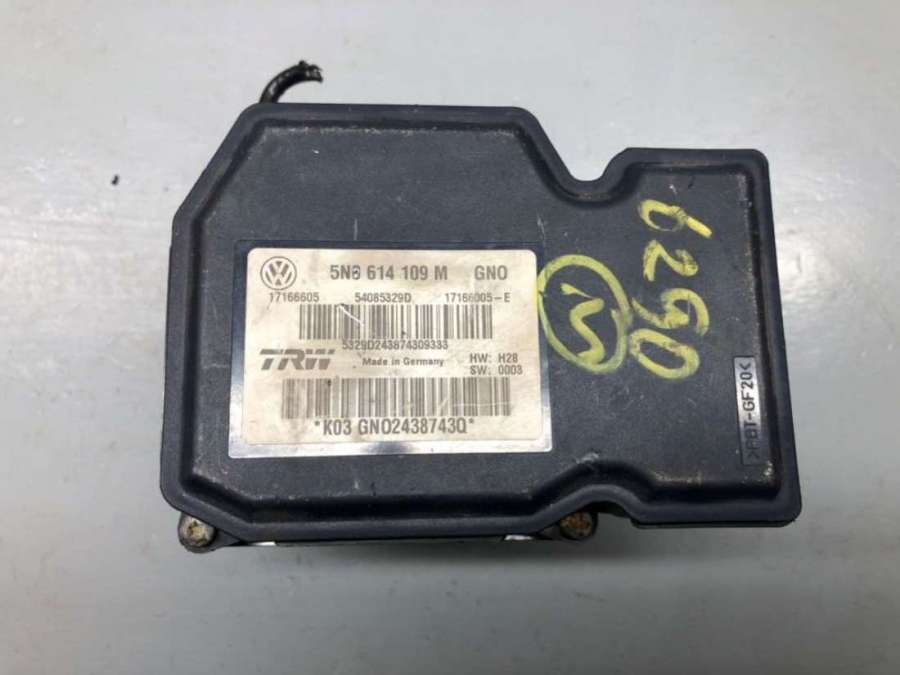 5N0 614 109 M GNO
17166605 54085329D 17166005-E
5329D243874309333
TRW Made in Germany HW: H28
SW: 0003
*K03 GNO2438743Q*
>PBT-GF20<
0290